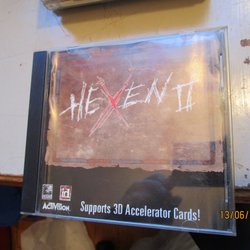 HEXEN II
id
ACTIVISION
Supports 3D Accelerator Cards!
13/06/